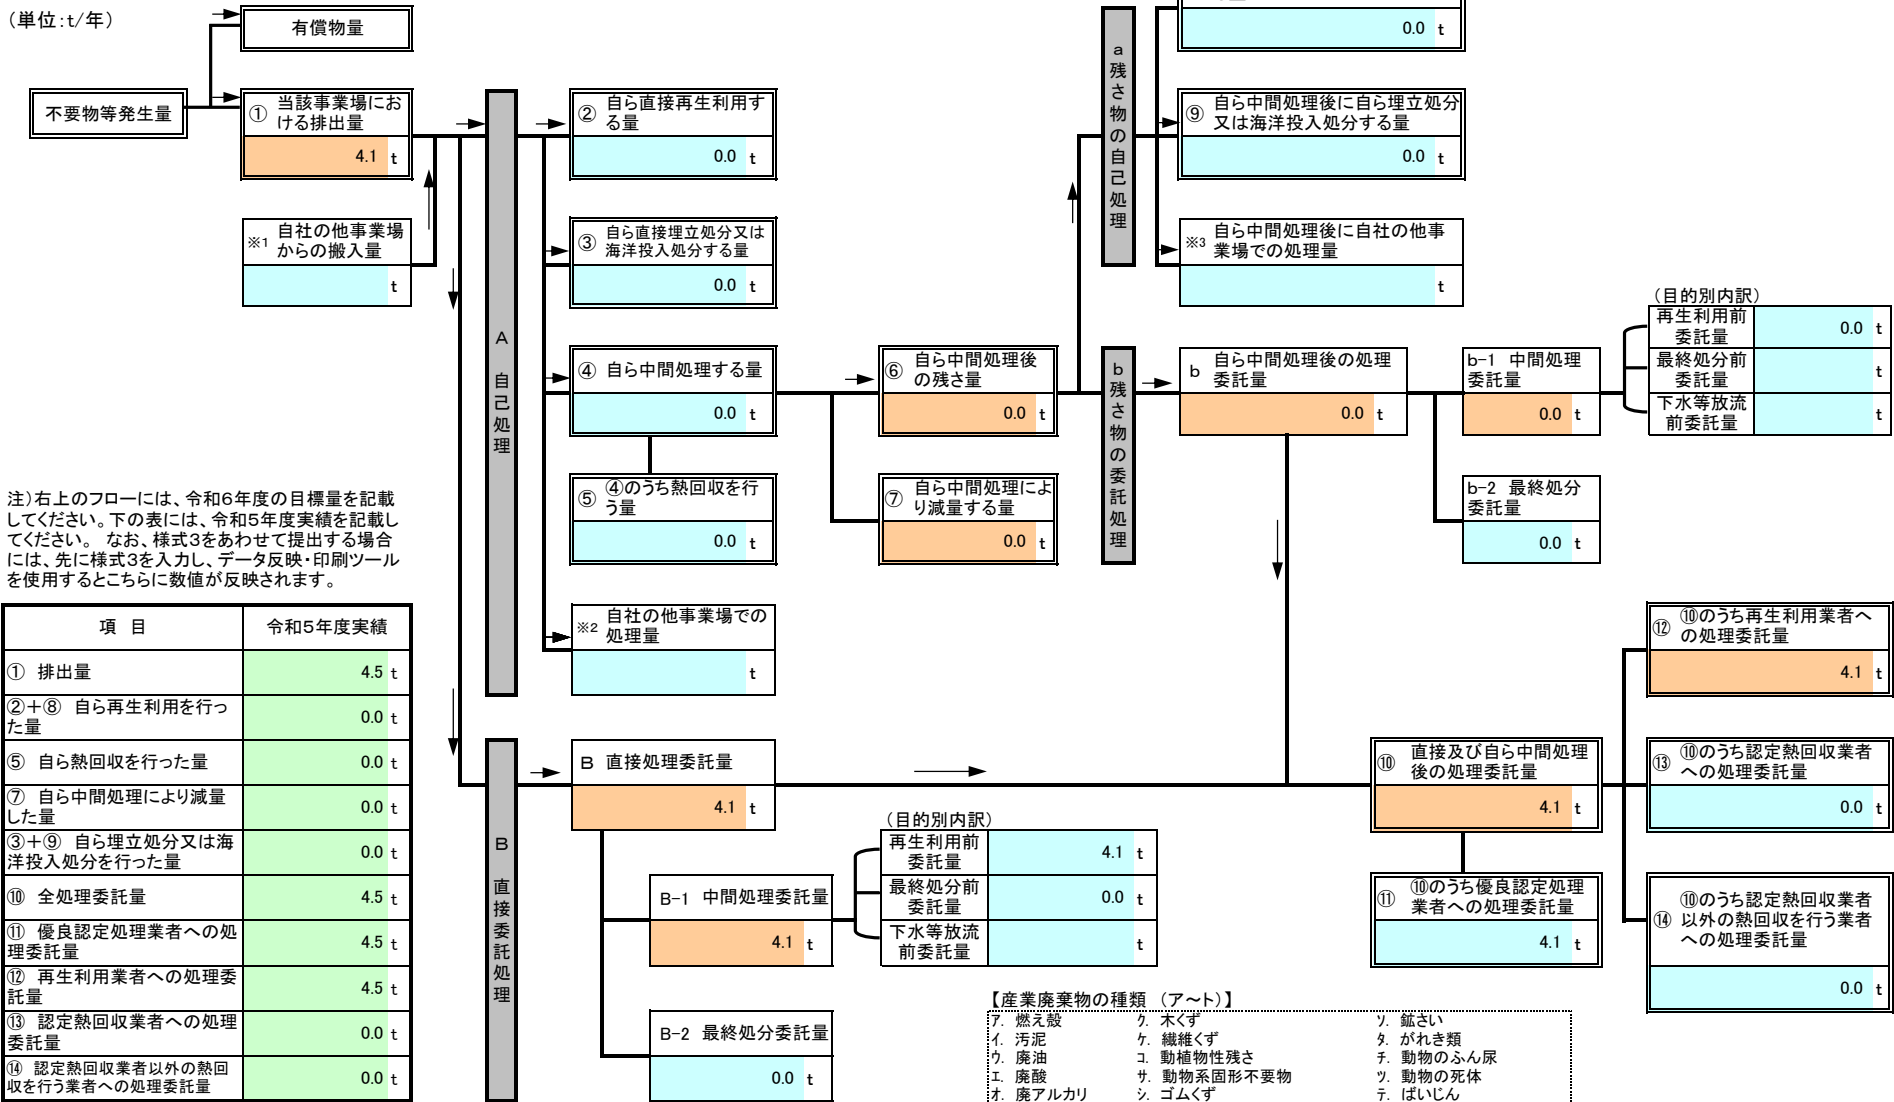 （単位：t/年）
有償物量
0.0 t
不要物等発生量
① 当該事業場にお
ける排出量
4.1 t
② 自ら直接再生利用す
る量
0.0 t
a 残さ物の自己処理
⑨ 自ら中間処理後に自ら埋立処分
又は海洋投入処分する量
0.0 t
※1 自社の他事業場
からの搬入量
t
③ 自ら直接埋立処分又は
海洋投入処分する量
0.0 t
※3 自ら中間処理後に自社の他事
業場での処理量
t
A 自己処理
④ 自ら中間処理する量
0.0 t
⑥ 自ら中間処理後
の残さ量
0.0 t
b 残さ物の委託処理
b 自ら中間処理後の処理
委託量
0.0 t
b-1 中間処理
委託量
0.0 t
（目的別内訳）
再生利用前
委託量
0.0 t
最終処分前
委託量
t
下水等放流
前委託量
t
⑤ ④のうち熱回収を行
う量
0.0 t
⑦ 自ら中間処理によ
り減量する量
0.0 t
b-2 最終処分
委託量
0.0 t
注）右上のフローには、令和６年度の目標量を記載
してください。下の表には、令和５年度実績を記載し
てください。 なお、様式３をあわせて提出する場合
には、先に様式３を入力し、データ反映・印刷ツール
を使用するとこちらに数値が反映されます。
項 目 令和５年度実績
① 排出量 4.5 t
②＋⑧ 自ら再生利用を行っ
た量 0.0 t
⑤ 自ら熱回収を行った量 0.0 t
⑦ 自ら中間処理により減量
した量 0.0 t
③＋⑨ 自ら埋立処分又は海
洋投入処分を行った量 0.0 t
⑩ 全処理委託量 4.5 t
⑪ 優良認定処理業者への処
理委託量 4.5 t
⑫ 再生利用業者への処理委
託量 4.5 t
⑬ 認定熱回収業者への処理
委託量 0.0 t
⑭ 認定熱回収業者以外の熱回
収を行う業者への処理委託量 0.0 t
※2 自社の他事業場での
処理量
t
B 直接委託処理
B 直接処理委託量
4.1 t
B-1 中間処理委託量
4.1 t
（目的別内訳）
再生利用前
委託量
4.1 t
最終処分前
委託量
0.0 t
下水等放流
前委託量
t
B-2 最終処分委託量
0.0 t
⑩ 直接及び自ら中間処理
後の処理委託量
4.1 t
⑪ ⑩のうち優良認定処理
業者への処理委託量
4.1 t
⑫ ⑩のうち再生利用業者へ
の処理委託量
4.1 t
⑬ ⑩のうち認定熱回収業者
への処理委託量
0.0 t
⑭ ⑩のうち認定熱回収業者
以外の熱回収を行う業者
への処理委託量
0.0 t
【産業廃棄物の種類 （ア～ト）】
ア. 燃え殻 ク. 木くず ソ. 鉱さい
イ. 汚泥 ケ. 繊維くず タ. がれき類
ウ. 廃油 コ. 動植物性残さ チ. 動物のふん尿
エ. 廃酸 サ. 動物系固形不要物 ツ. 動物の死体
オ. 廃アルカリ シ. ゴムくず テ. ばいじん